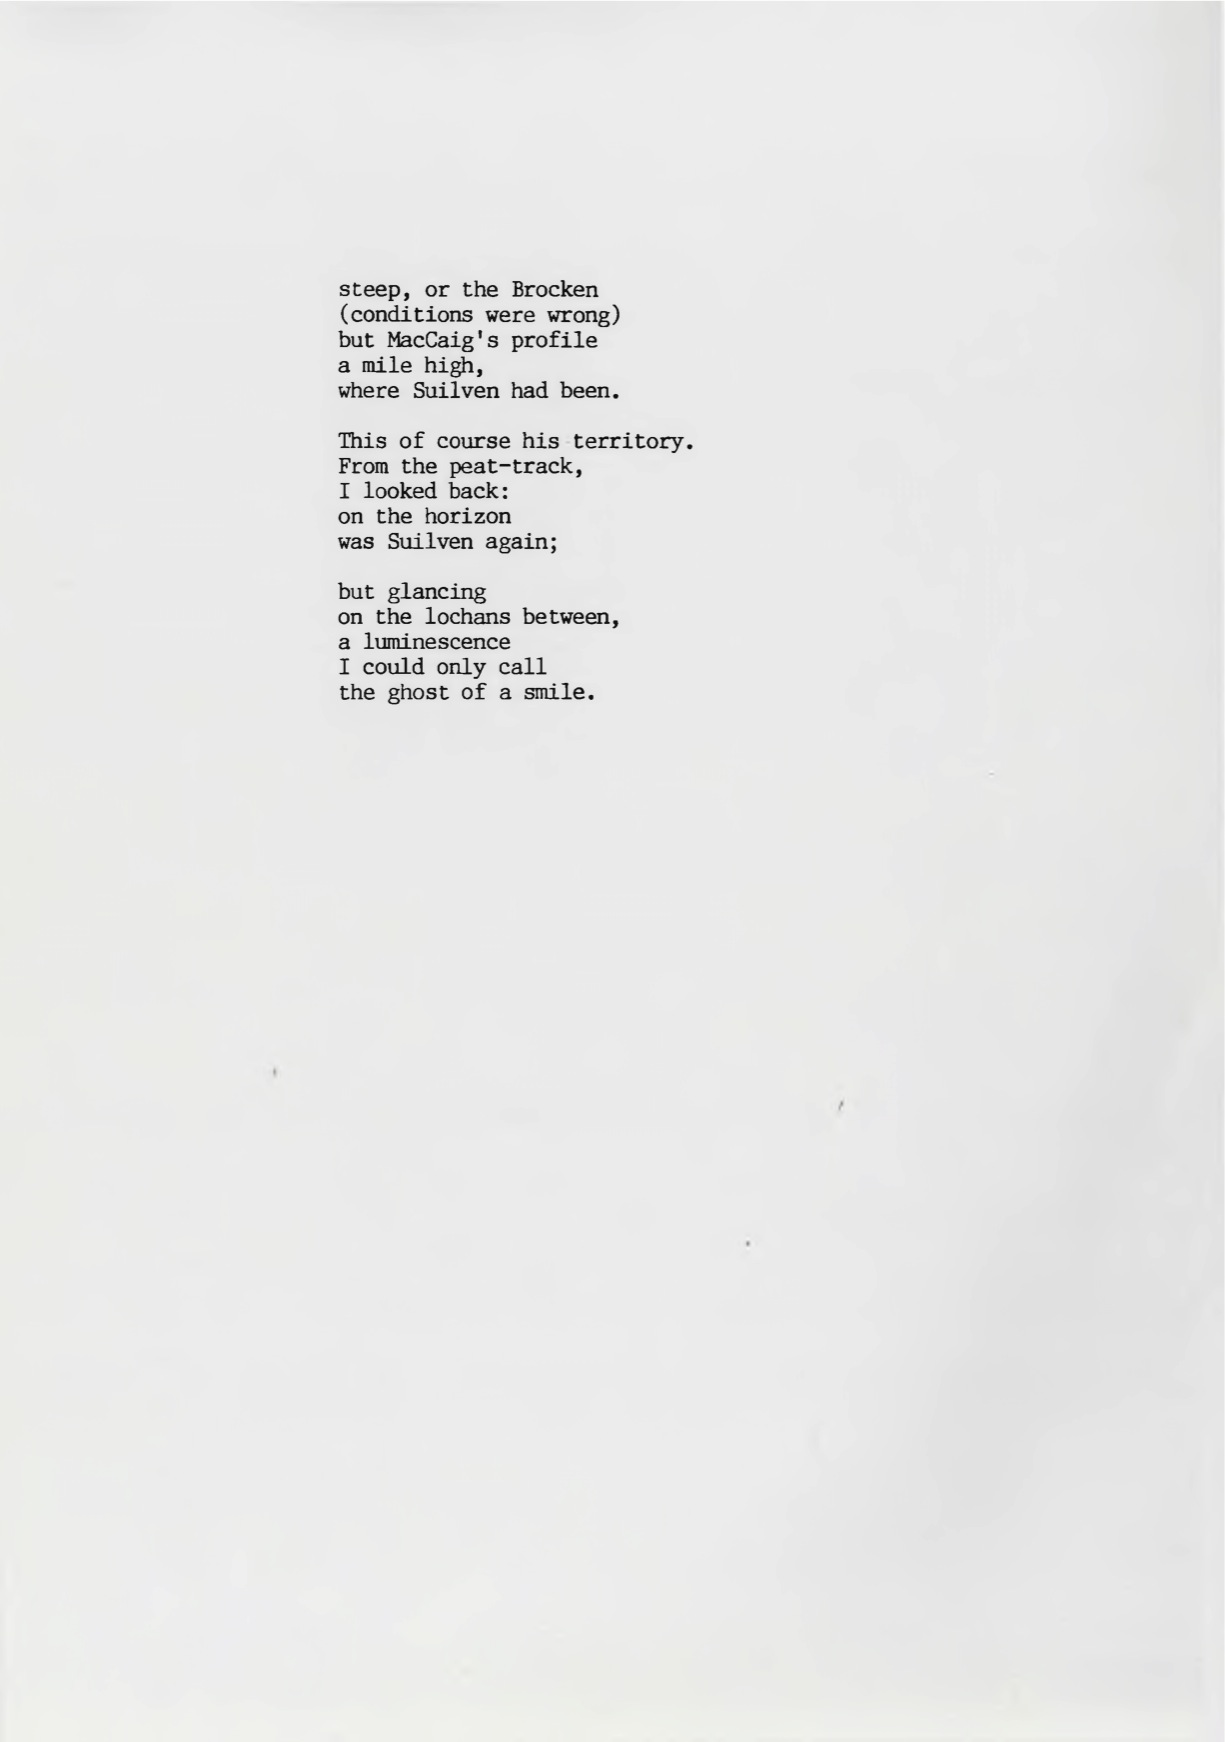 steep, or the Brocken
(conditions were wrong)
but MacCaig's profile
a mile high,
where Suilven had been.

This of course his territory.
From the peat-track,
I looked back:
on the horizon
was Suilven again;

but glancing
on the lochans between,
a luminescence
I could only call
the ghost of a smile.